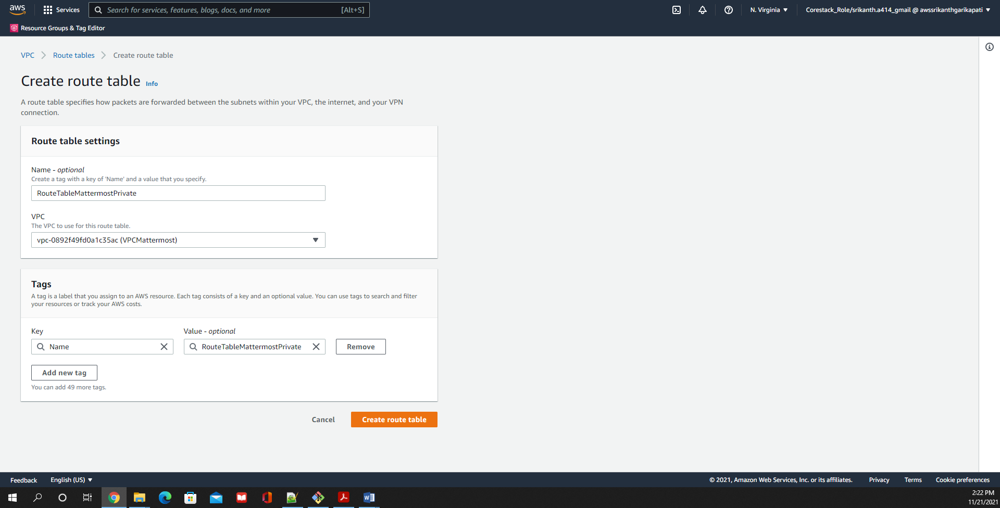 aws
Services
Search for services, features, blogs, docs, and more
[Alt+S]
N. Virginia
Corestack_Role/srikanth.a414_gmail @ awssrikanthgarikapati
Resource Groups & Tag Editor
VPC
Route tables
Create route table
Create route table
Info
A route table specifies how packets are forwarded between the subnets within your VPC, the internet, and your VPN
connection.
Route table settings
Name - optional
Create a tag with a key of 'Name' and a value that you specify.
RouteTableMattermostPrivate
VPC
The VPC to use for this route table.
vpc-0892f49fd0a1c35ac (VPCMattermost)
Tags
A tag is a label that you assign to an AWS resource. Each tag consists of a key and an optional value. You can use tags to search and filter
your resources or track your AWS costs.
Key
Value - optional
Name
RouteTableMattermostPrivate
Remove
Add new tag
You can add 49 more tags.
Cancel
Create route table
Feedback
English (US)
© 2021, Amazon Web Services, Inc. or its affiliates.
Privacy
Terms
Cookie preferences
2:22 PM
11/21/2021